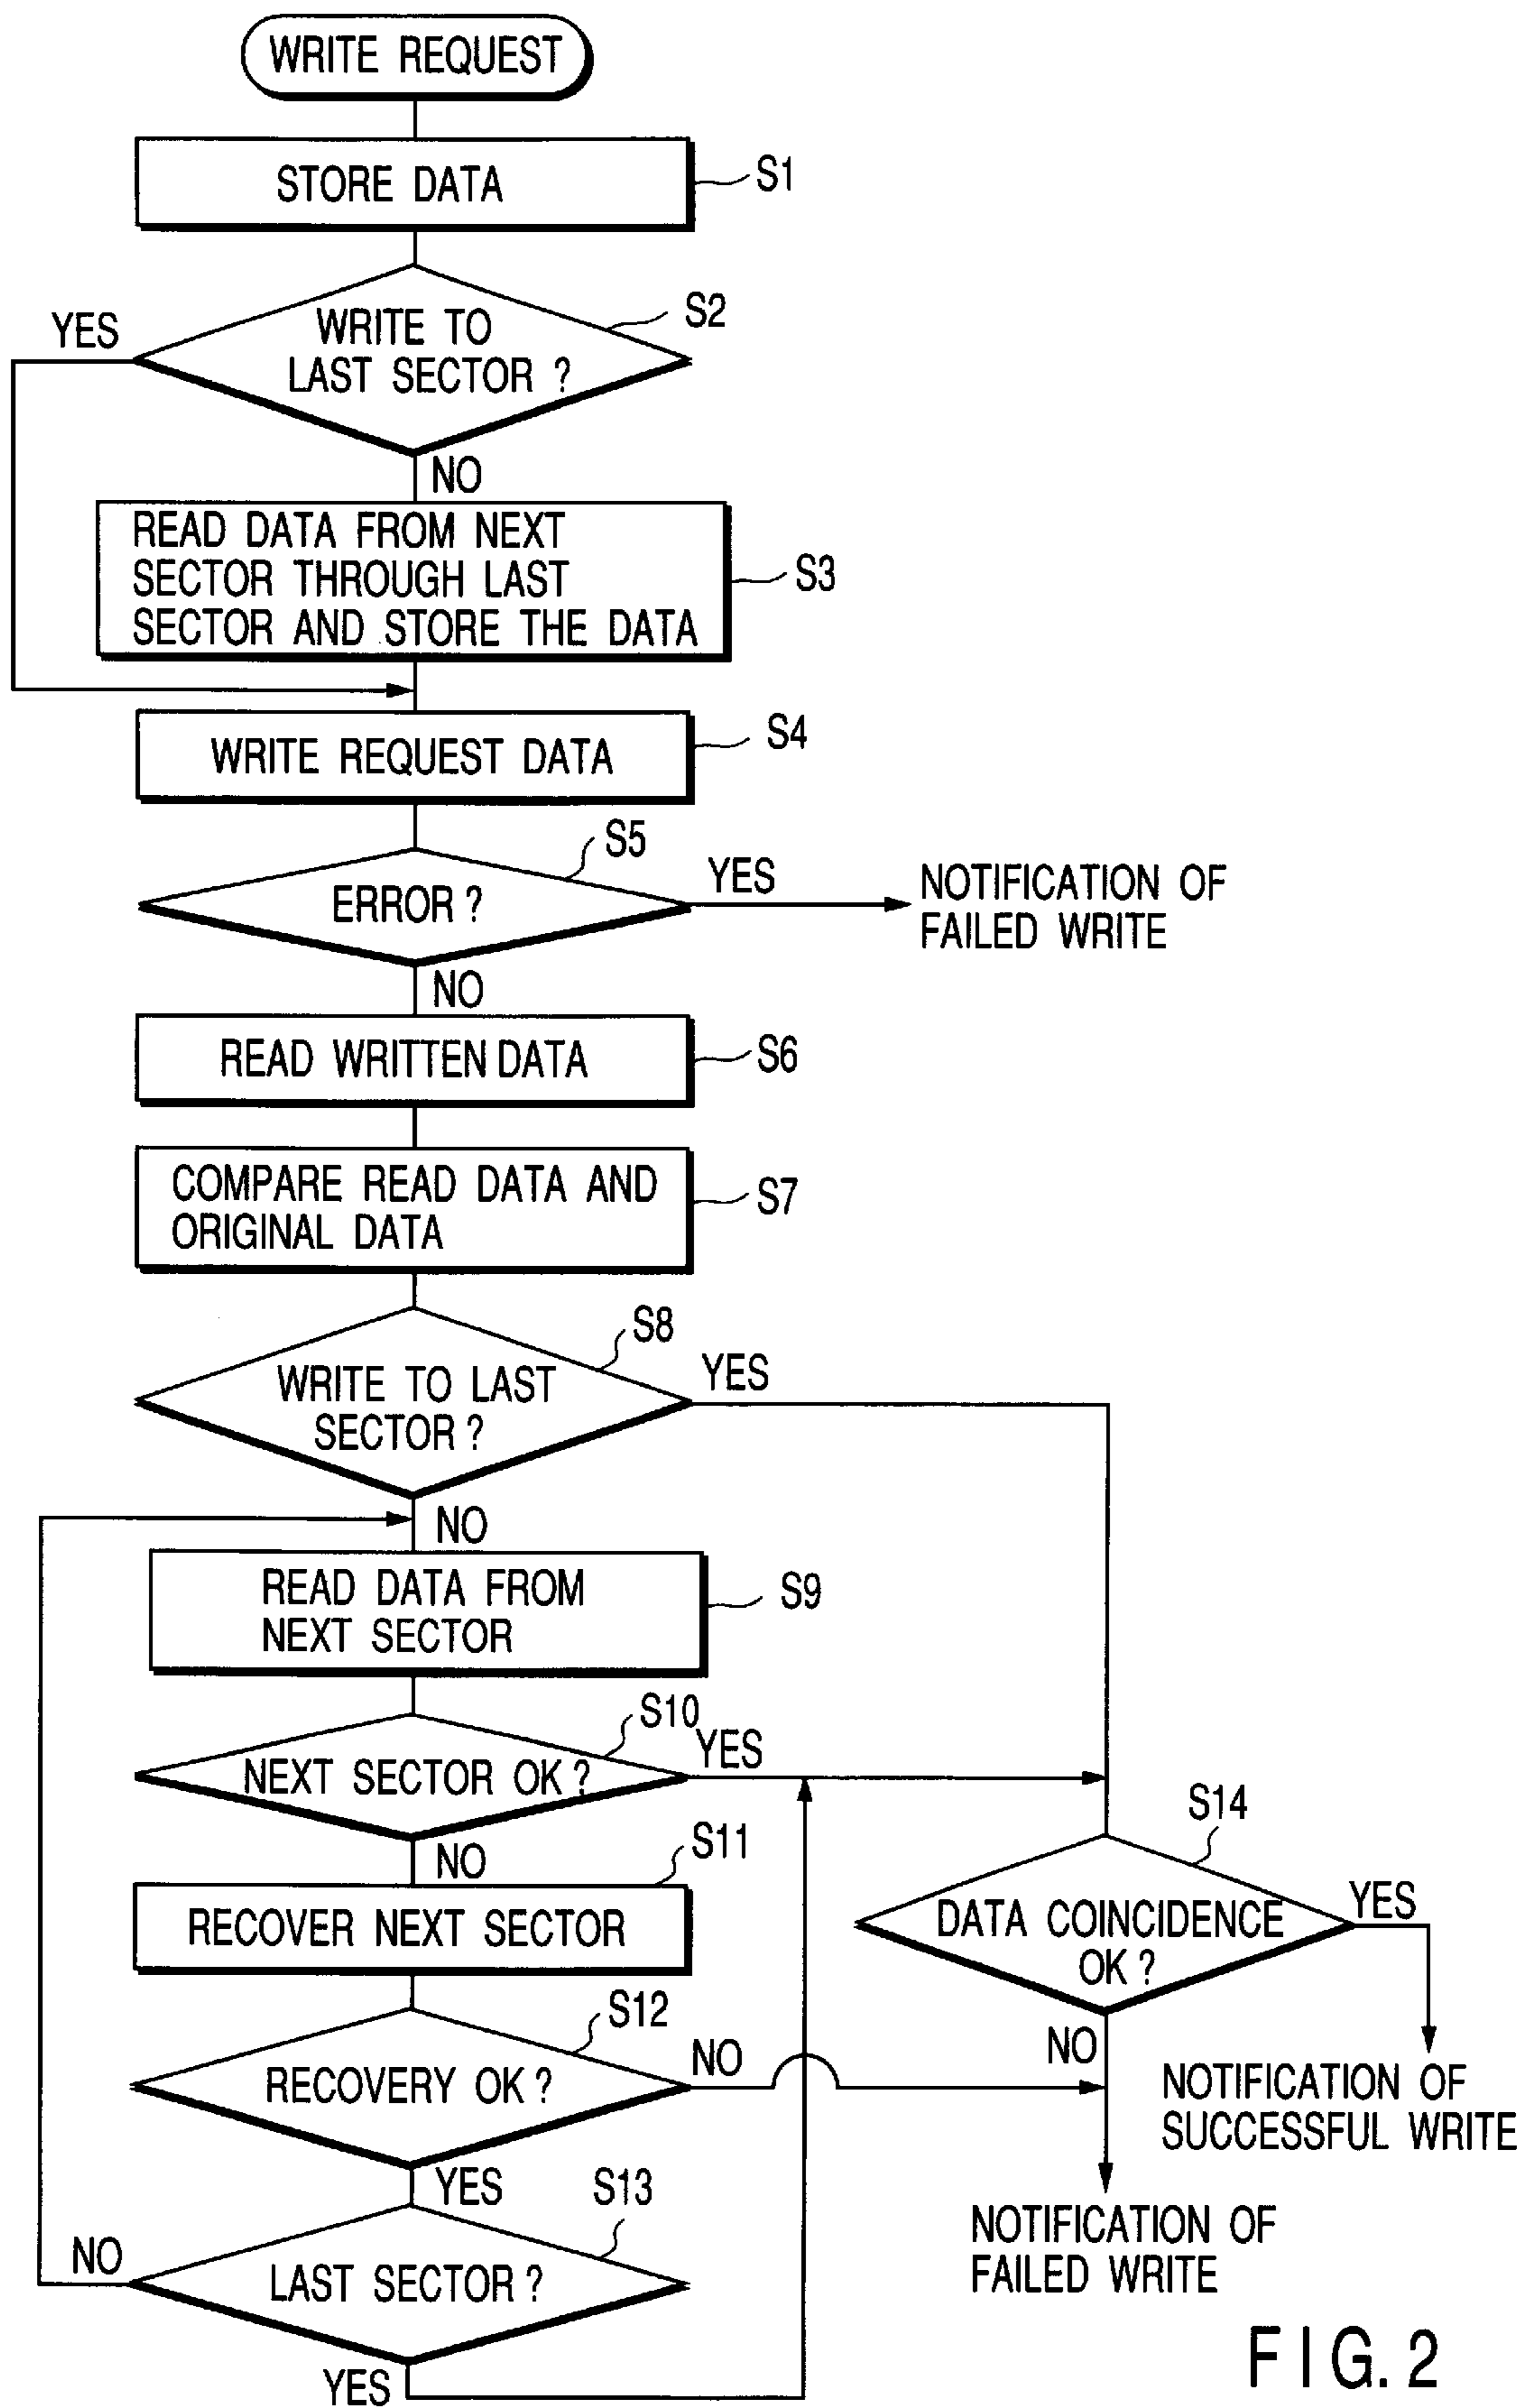 WRITE REQUEST
STORE DATA
S1
WRITE TO
LAST SECTOR ?
S2
YES
NO
READ DATA FROM NEXT
SECTOR THROUGH LAST
SECTOR AND STORE THE DATA
S3
WRITE REQUEST DATA
S4
ERROR ?
S5
YES
NOTIFICATION OF
FAILED WRITE
NO
READ WRITTEN DATA
S6
COMPARE READ DATA AND
ORIGINAL DATA
S7
WRITE TO LAST
SECTOR ?
S8
YES
NO
READ DATA FROM
NEXT SECTOR
S9
NEXT SECTOR OK ?
S10
YES
NO
RECOVER NEXT SECTOR
S11
RECOVERY OK ?
S12
NO
YES
LAST SECTOR ?
S13
NO
YES
DATA COINCIDENCE
OK ?
S14
YES
NO
NOTIFICATION OF
SUCCESSFUL WRITE
NOTIFICATION OF
FAILED WRITE
FIG. 2